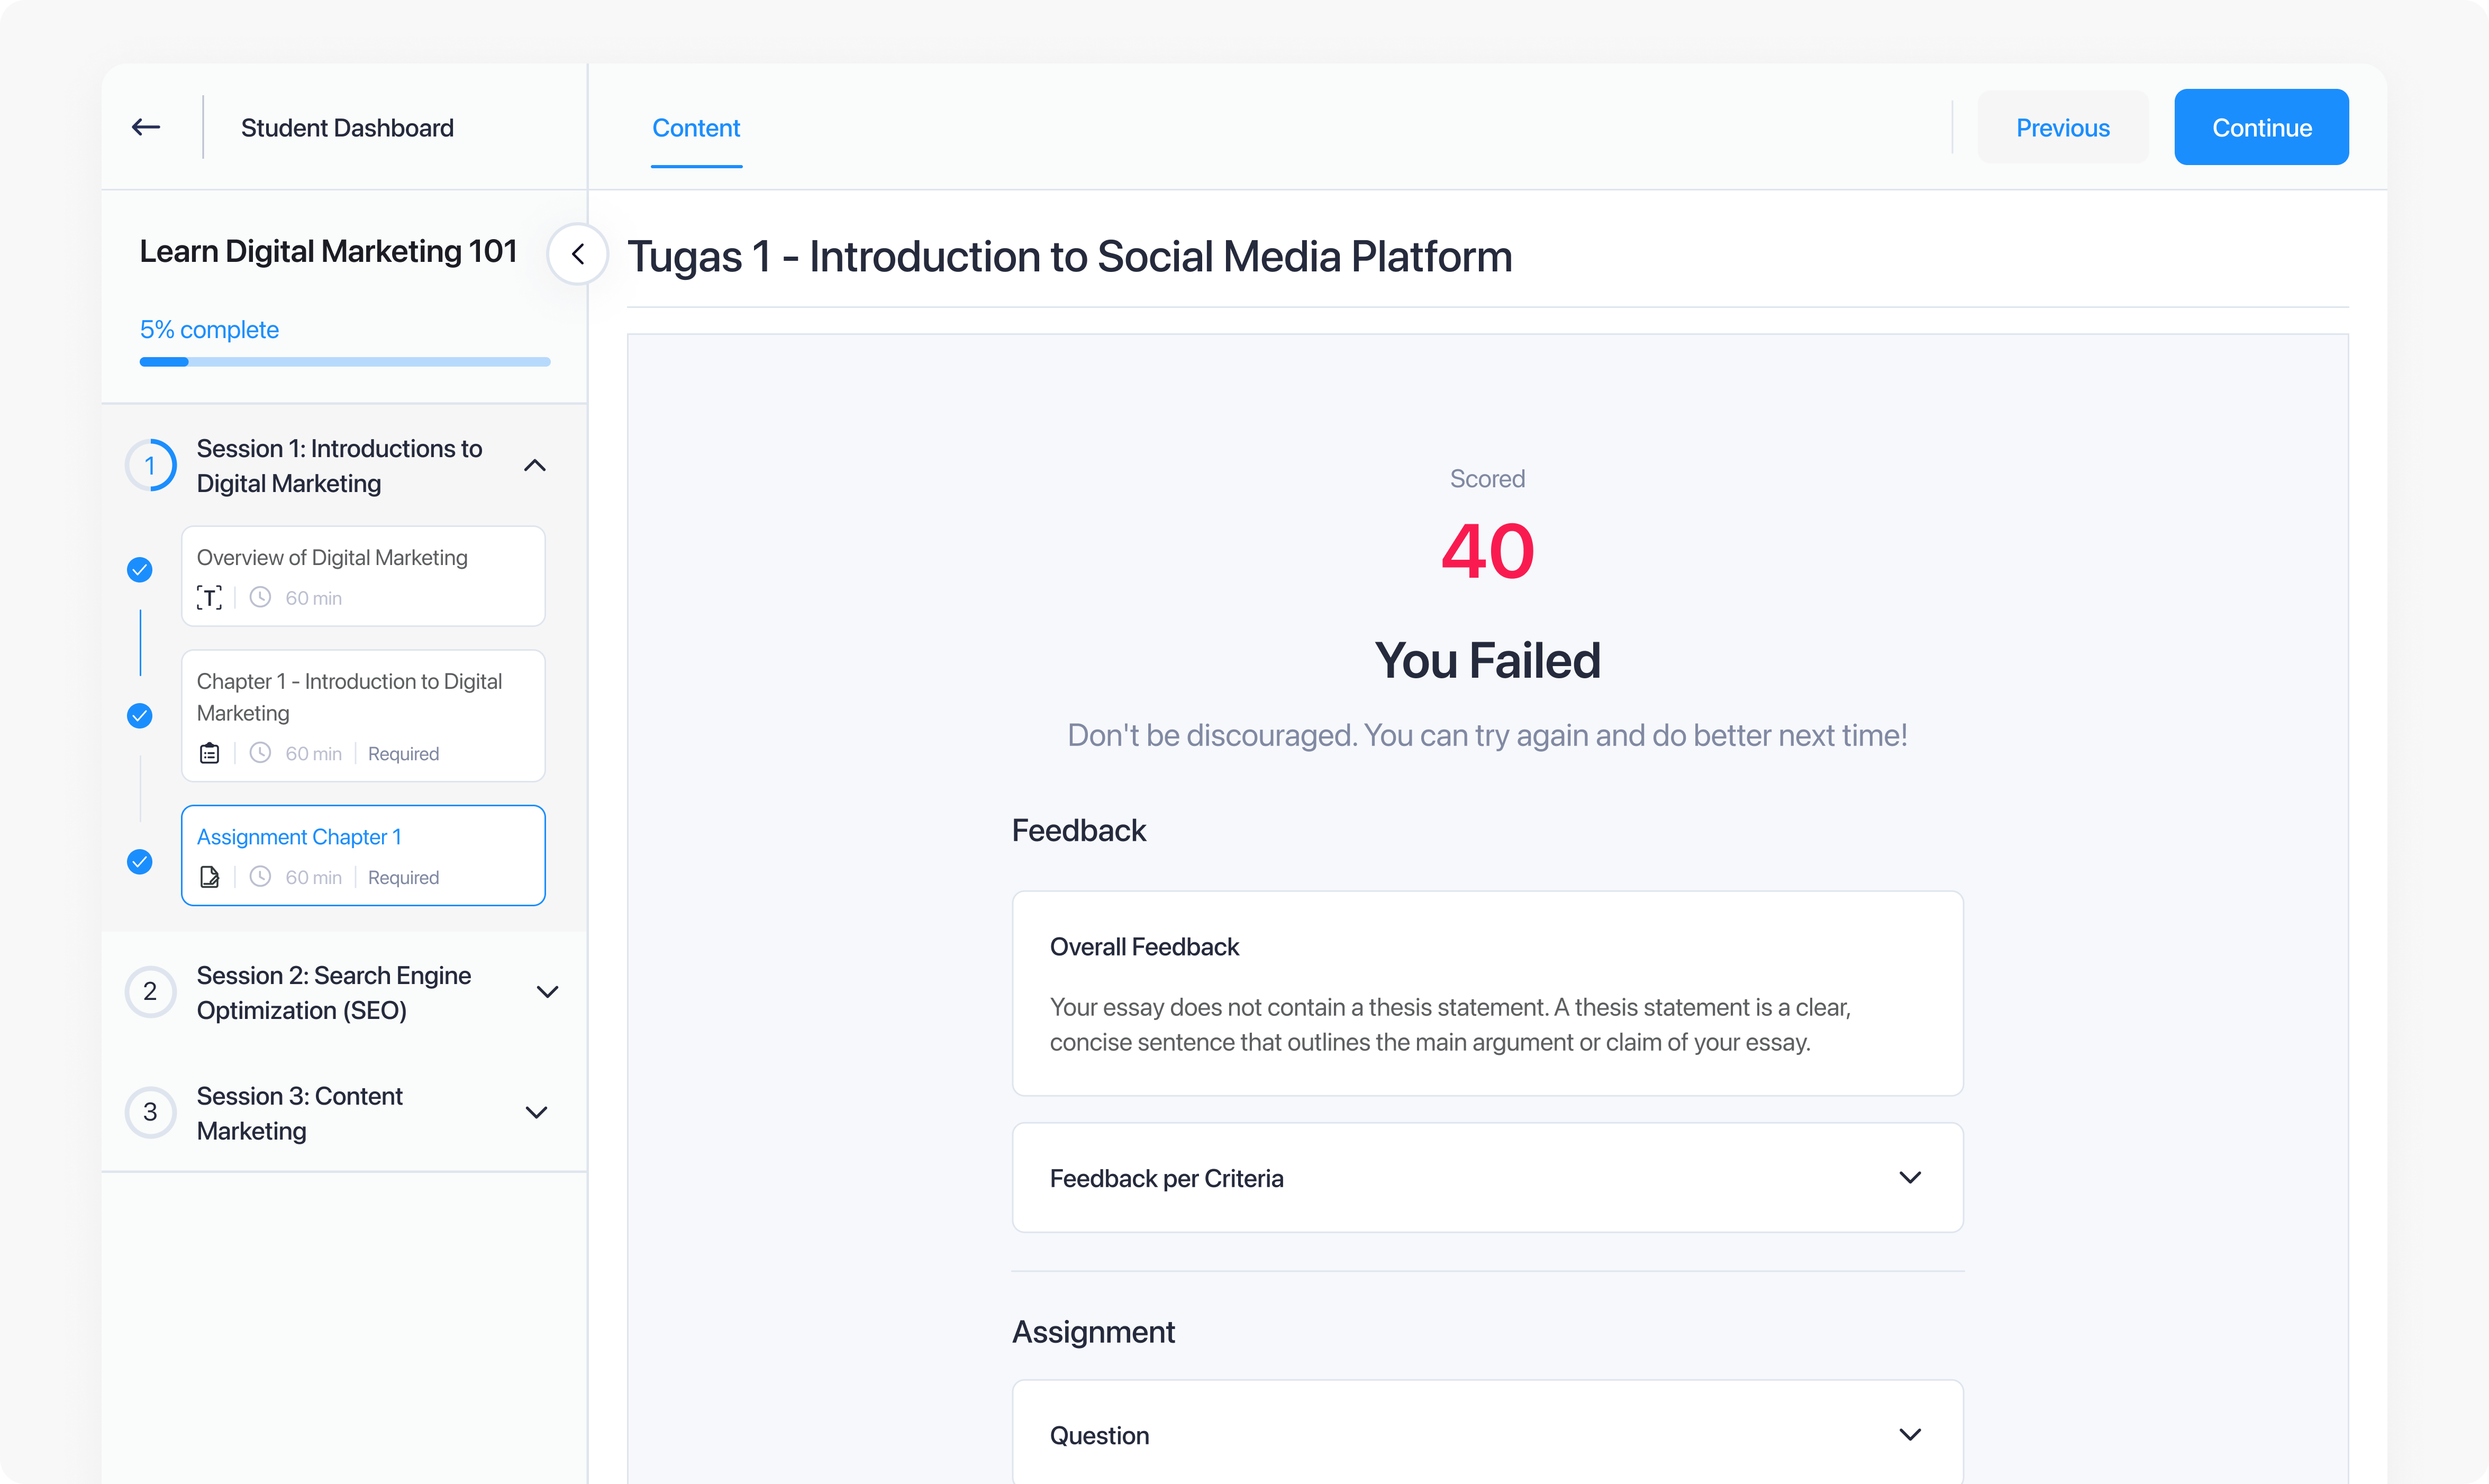 Student Dashboard
Content
Previous
Continue
Learn Digital Marketing 101
5% complete
1
Session 1: Introductions to
Digital Marketing
Overview of Digital Marketing
T
60 min
Chapter 1 - Introduction to Digital
Marketing
60 min
Required
Assignment Chapter 1
60 min
Required
2
Session 2: Search Engine
Optimization (SEO)
3
Session 3: Content
Marketing
Tugas 1 - Introduction to Social Media Platform
Scored
40
You Failed
Don't be discouraged. You can try again and do better next time!
Feedback
Overall Feedback
Your essay does not contain a thesis statement. A thesis statement is a clear,
concise sentence that outlines the main argument or claim of your essay.
Feedback per Criteria
Assignment
Question